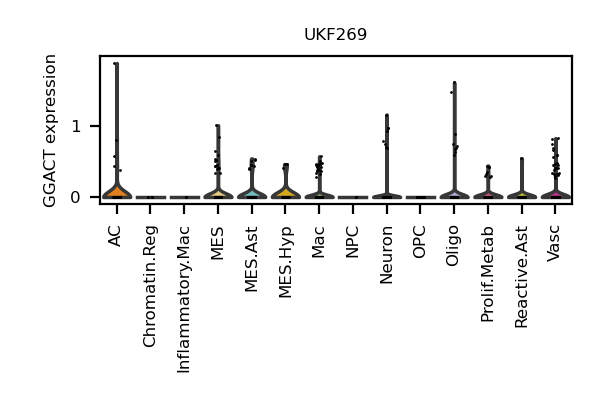 UKF269
GGACT expression
1
0
AC
Chromatin.Reg
Inflammatory.Mac
MES
MES.Ast
MES.Hyp
Mac
NPC
Neuron
OPC
Oligo
Prolif.Metab
Reactive.Ast
Vasc